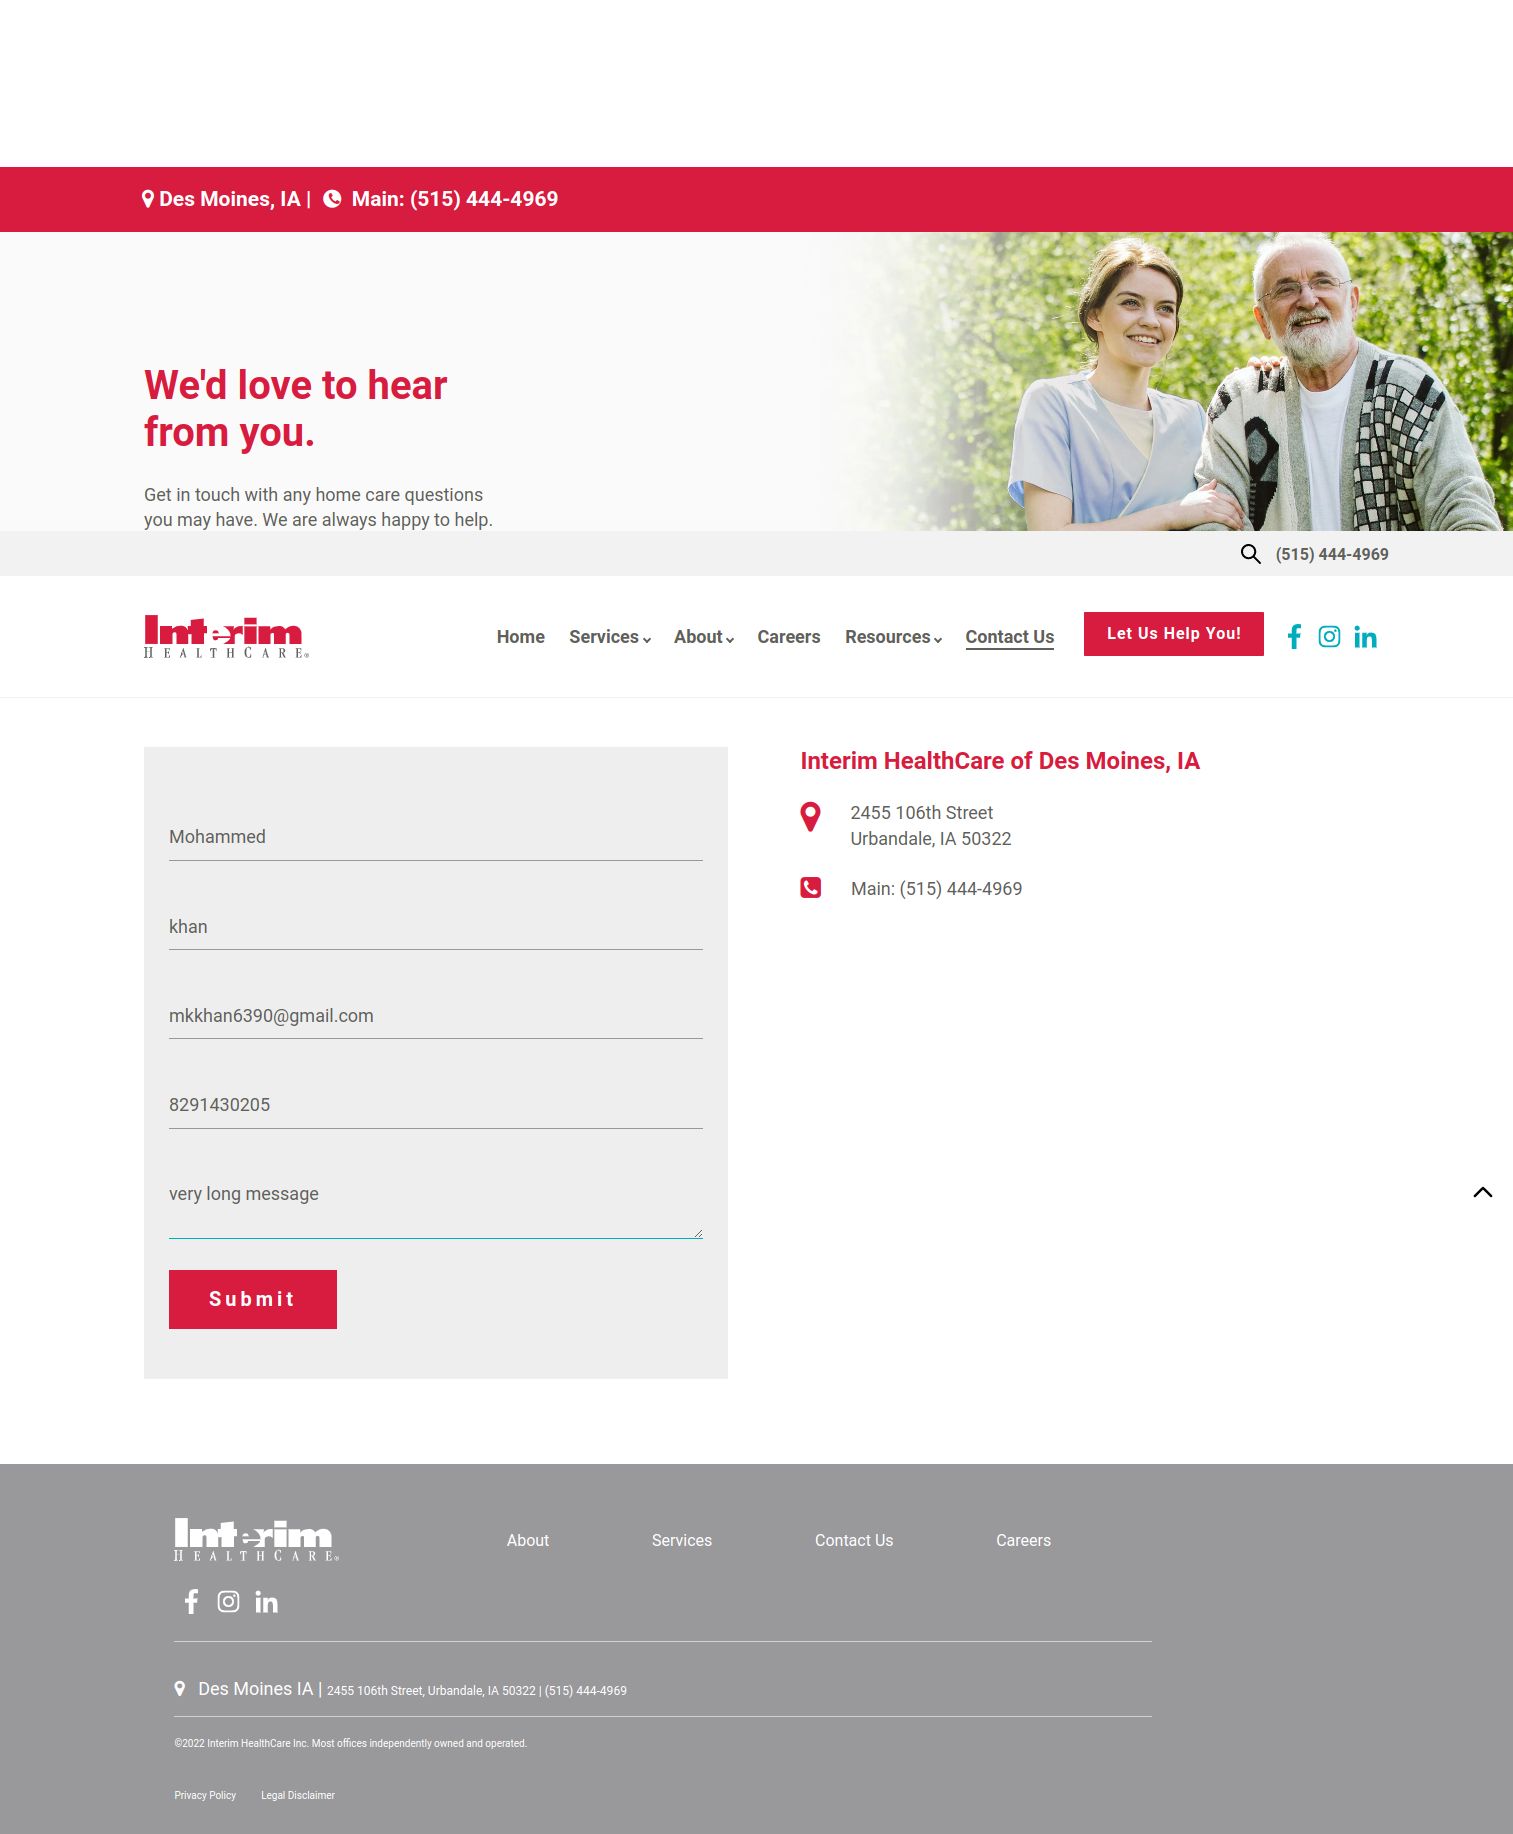 Des Moines, IA | Main: (515) 444-4969
We'd love to hear
from you.
Get in touch with any home care questions
you may have. We are always happy to help.
(515) 444-4969
Interim
HEALTHCARE®
Home Services About Careers Resources Contact Us Let Us Help You!
Interim HealthCare of Des Moines, IA
2455 106th Street
Urbandale, IA 50322
Main: (515) 444-4969
Mohammed
khan
mkkhan6390@gmail.com
8291430205
very long message
Submit
Interim
HEALTHCARE®
About Services Contact Us Careers
Des Moines IA | 2455 106th Street, Urbandale, IA 50322 | (515) 444-4969
©2022 Interim HealthCare Inc. Most offices independently owned and operated.
Privacy Policy Legal Disclaimer